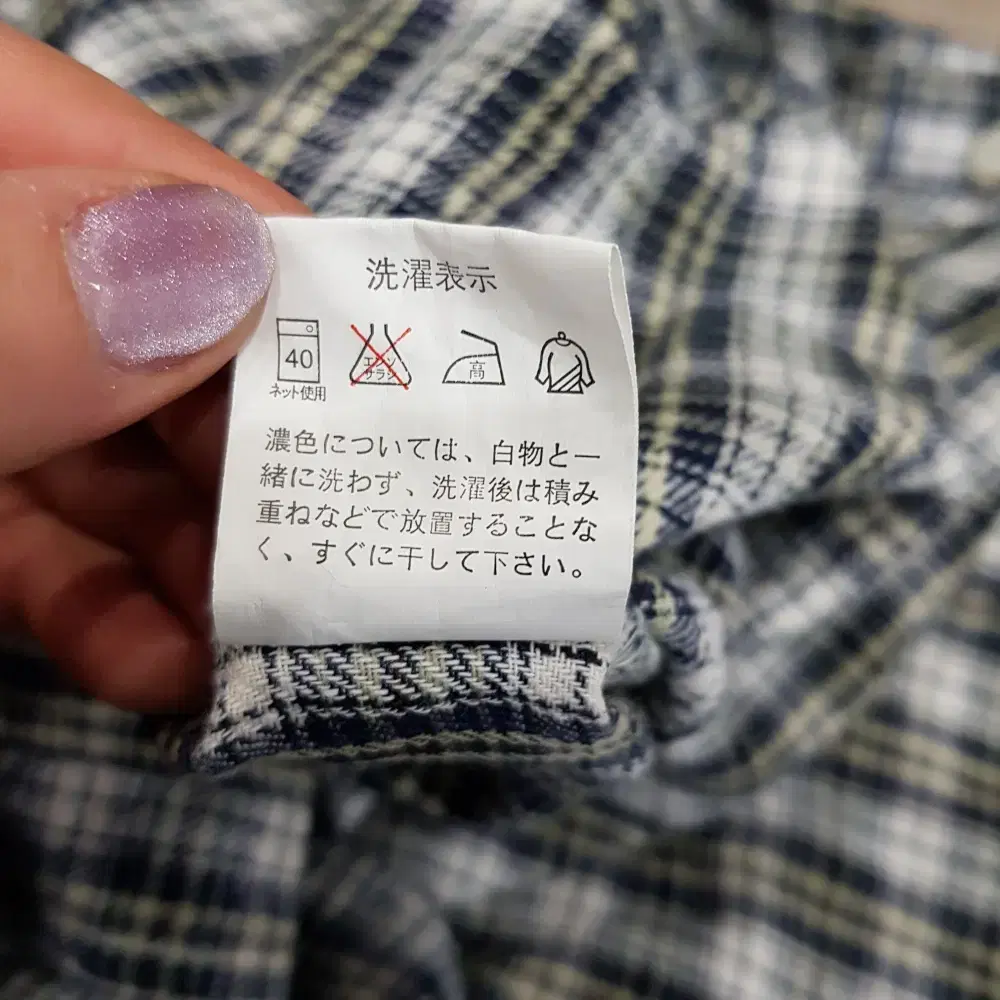 洗濯表示
40 エンソ サラシ 高
ネット使用
濃色については、白物と一
緒に洗わず、洗濯後は積み
重ねなどで放置することな
く、すぐに干して下さい。